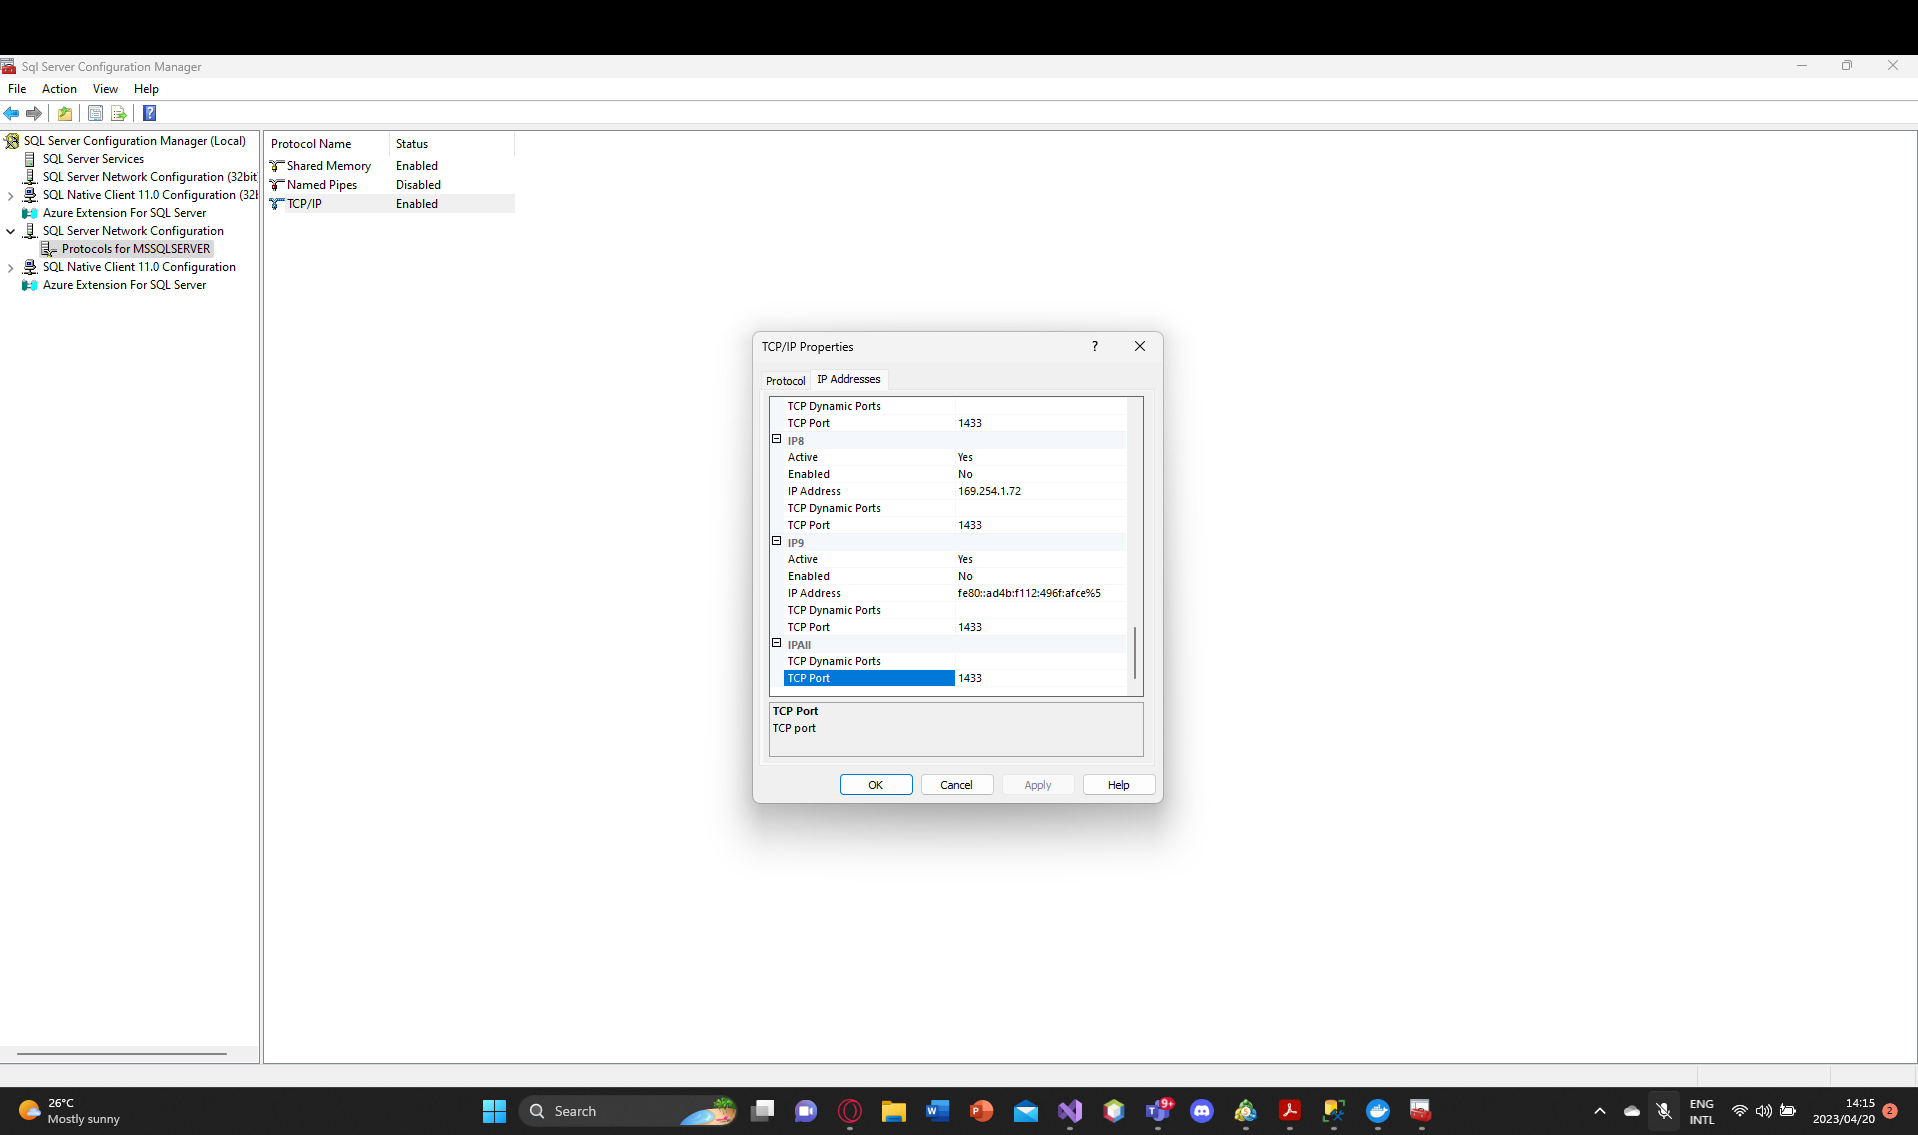 Sql Server Configuration Manager
File Action View Help
SQL Server Configuration Manager (Local)
SQL Server Services
SQL Server Network Configuration (32bit
SQL Native Client 11.0 Configuration (32b
Azure Extension For SQL Server
SQL Server Network Configuration
Protocols for MSSQLSERVER
SQL Native Client 11.0 Configuration
Azure Extension For SQL Server
Protocol Name Status
Shared Memory Enabled
Named Pipes Disabled
TCP/IP Enabled
TCP/IP Properties ?
Protocol IP Addresses
TCP Dynamic Ports
TCP Port 1433
IP8
Active Yes
Enabled No
IP Address 169.254.1.72
TCP Dynamic Ports
TCP Port 1433
IP9
Active Yes
Enabled No
IP Address fe80::ad4b:f112:496f:afce%5
TCP Dynamic Ports
TCP Port 1433
IPAll
TCP Dynamic Ports
TCP Port 1433
TCP Port
TCP port
OK Cancel Apply Help
26°C
Mostly sunny
Search
9+
ENG
INTL
14:15
2023/04/20
2